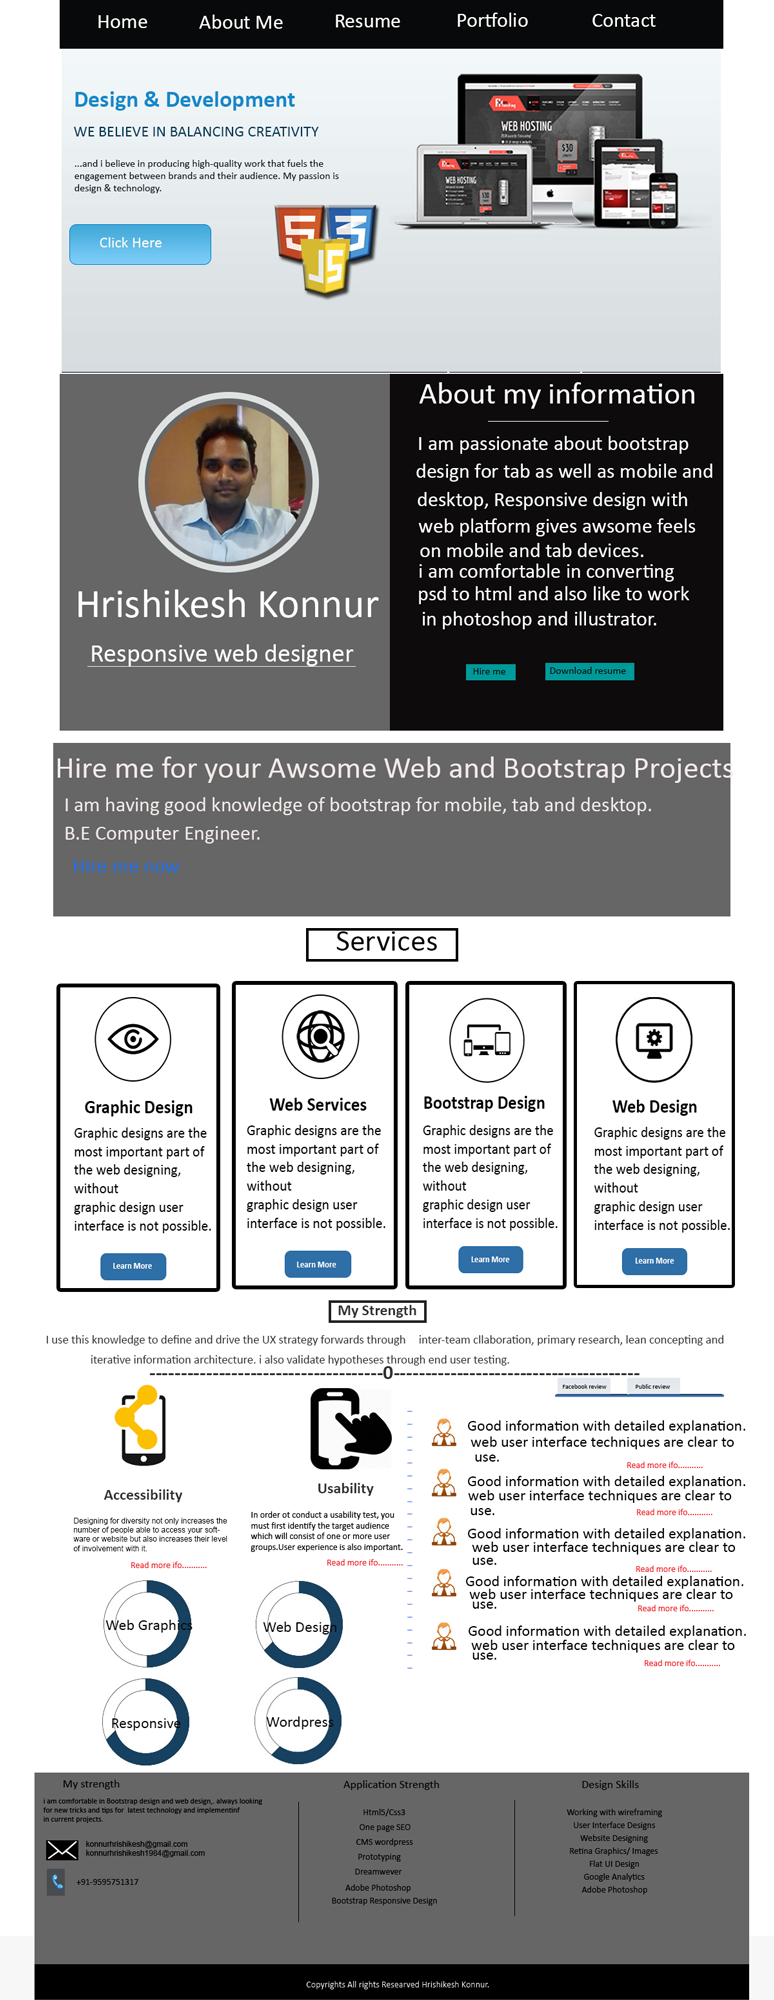 Home About Me Resume Portfolio Contact
Design & Development
WE BELIEVE IN BALANCING CREATIVITY
...and i believe in producing high-quality work that fuels the
engagement between brands and their audience. My passion is
design & technology.
Click Here
5 3
JS
WEB HOSTING
$30
WEB HOSTING
About my information
I am passionate about bootstrap
design for tab as well as mobile and
desktop, Responsive design with
web platform gives awsome feels
on mobile and tab devices.
i am comfortable in converting
psd to html and also like to work
in photoshop and illustrator.
Hire me Download resume
Hrishikesh Konnur
Responsive web designer
Hire me for your Awsome Web and Bootstrap Projects
I am having good knowledge of bootstrap for mobile, tab and desktop.
B.E Computer Engineer.
Hire me now
Services
Graphic Design
Graphic designs are the
most important part of
the web designing,
without
graphic design user
interface is not possible.
Learn More
Web Services
Graphic designs are the
most important part of
the web designing,
without
graphic design user
interface is not possible.
Learn More
Bootstrap Design
Graphic designs are the
most important part of
the web designing,
without
graphic design user
interface is not possible.
Learn More
Web Design
Graphic designs are the
most important part of
the web designing,
without
graphic design user
interface is not possible.
Learn More
My Strength
I use this knowledge to define and drive the UX strategy forwards through inter-team cllaboration, primary research, lean concepting and
iterative information architecture. i also validate hypotheses through end user testing.
-------------------------------------0---------------------------------------
Accessibility
Designing for diversity not only increases the
number of people able to access your soft-
ware or website but also increases their level
of involvement with it.
Read more ifo...........
Usability
In order ot conduct a usability test, you
must first identify the target audience
which will consist of one or more user
groups.User experience is also important.
Read more ifo...........
Web Graphics
Web Design
Responsive
Wordpress
Facebook review Public review
Good information with detailed explanation.
web user interface techniques are clear to
use.
Read more ifo...........
Good information with detailed explanation.
web user interface techniques are clear to
use.
Read more ifo...........
Good information with detailed explanation.
web user interface techniques are clear to
use.
Read more ifo...........
Good information with detailed explanation.
web user interface techniques are clear to
use.
Read more ifo...........
Good information with detailed explanation.
web user interface techniques are clear to
use.
Read more ifo...........
My strength
i am comfortable in Bootstrap design and web design,. always looking
for new tricks and tips for latest technology and implementinf
in current projects.
konnurhrishikesh@gmail.com
konnurhrishikesh1984@gmail.com
+91-9595751317
Application Strength
Html5/Css3
One page SEO
CMS wordpress
Prototyping
Dreamwever
Adobe Photoshop
Bootstrap Responsive Design
Design Skills
Working with wireframing
User Interface Designs
Website Designing
Retina Graphics/ Images
Flat UI Design
Google Analytics
Adobe Photoshop
Copyrights All rights Researved Hrishikesh Konnur.